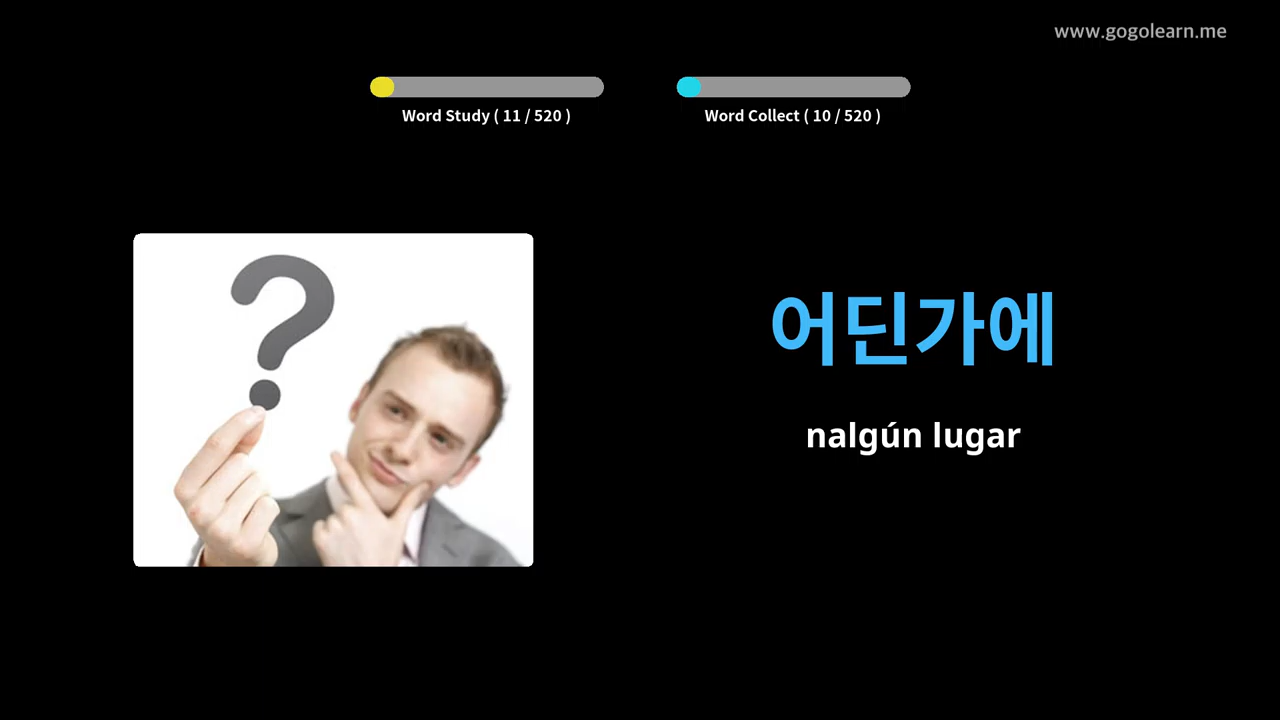 www.gogolearn.me
Word Study ( 11 / 520 )
Word Collect ( 10 / 520 )
어딘가에
nalgún lugar